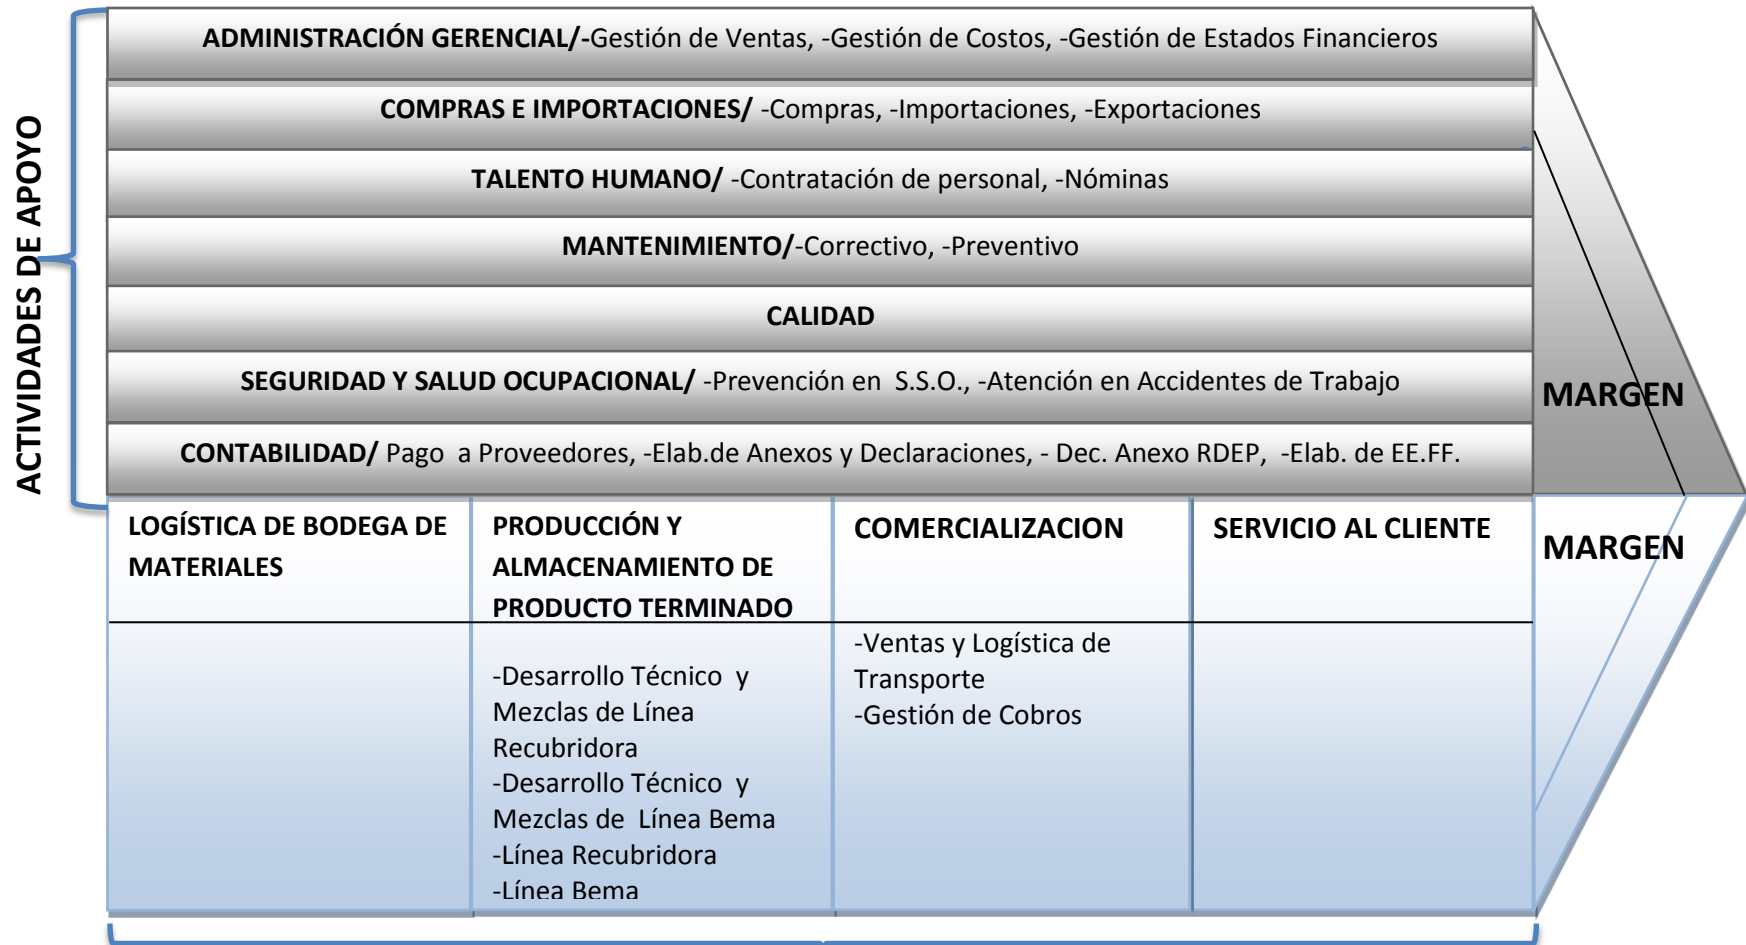 ACTIVIDADES DE APOYO
ADMINISTRACIÓN GERENCIAL/-Gestión de Ventas, -Gestión de Costos, -Gestión de Estados Financieros
COMPRAS E IMPORTACIONES/ -Compras, -Importaciones, -Exportaciones
TALENTO HUMANO/ -Contratación de personal, -Nóminas
MANTENIMIENTO/-Correctivo, -Preventivo
CALIDAD
SEGURIDAD Y SALUD OCUPACIONAL/ -Prevención en S.S.O., -Atención en Accidentes de Trabajo
CONTABILIDAD/ Pago a Proveedores, -Elab.de Anexos y Declaraciones, - Dec. Anexo RDEP, -Elab. de EE.FF.
MARGEN
LOGÍSTICA DE BODEGA DE
MATERIALES
PRODUCCIÓN Y
ALMACENAMIENTO DE
PRODUCTO TERMINADO
-Desarrollo Técnico y
Mezclas de Línea
Recubridora
-Desarrollo Técnico y
Mezclas de Línea Bema
-Línea Recubridora
-Línea Bema
COMERCIALIZACION
-Ventas y Logística de
Transporte
-Gestión de Cobros
SERVICIO AL CLIENTE
MARGEN